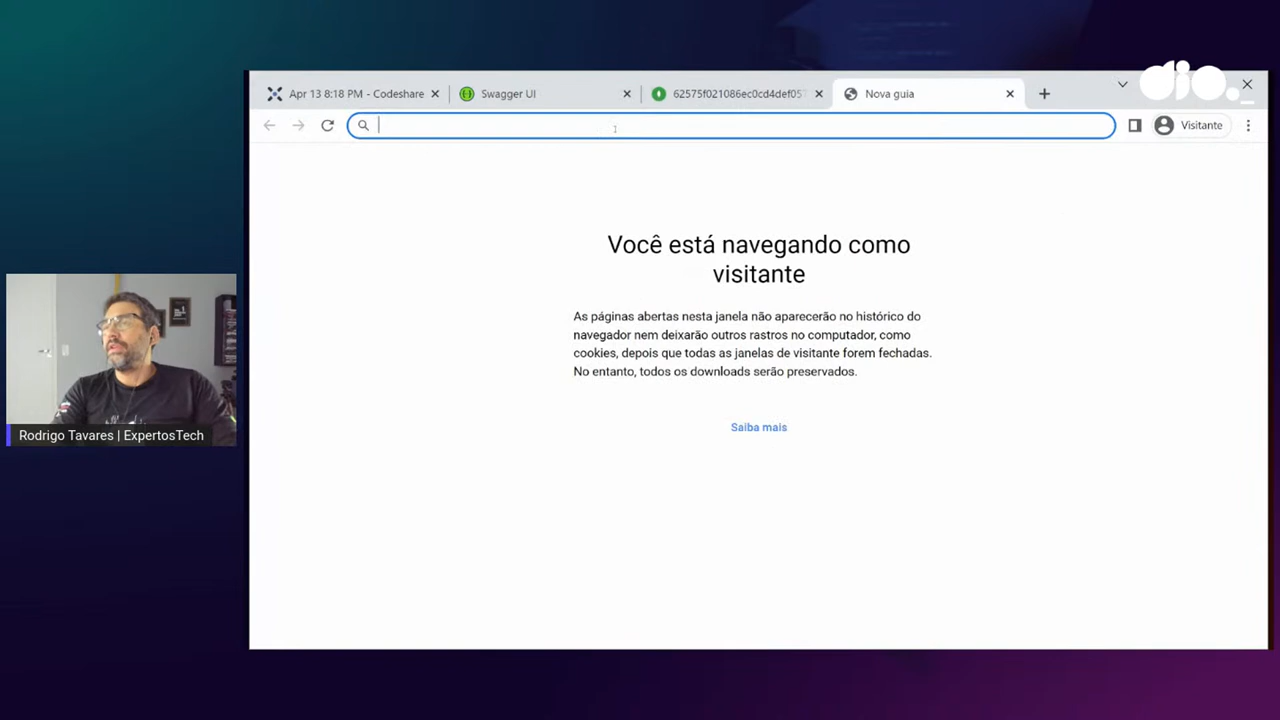 dio.
Apr 13 8:18 PM - Codeshare
Swagger UI
62575f021086ec0cd4def057
Nova guia
Visitante
Você está navegando como
visitante
As páginas abertas nesta janela não aparecerão no histórico do
navegador nem deixarão outros rastros no computador, como
cookies, depois que todas as janelas de visitante forem fechadas.
No entanto, todos os downloads serão preservados.
Saiba mais
Rodrigo Tavares | ExpertosTech